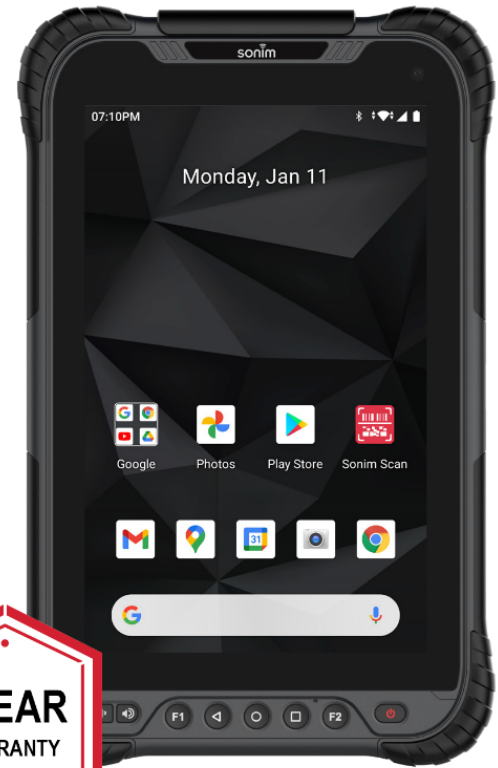 sonim
07:10PM
Monday, Jan 11
Google Photos Play Store Sonim Scan
31
F1 F2
EAR
RANTY